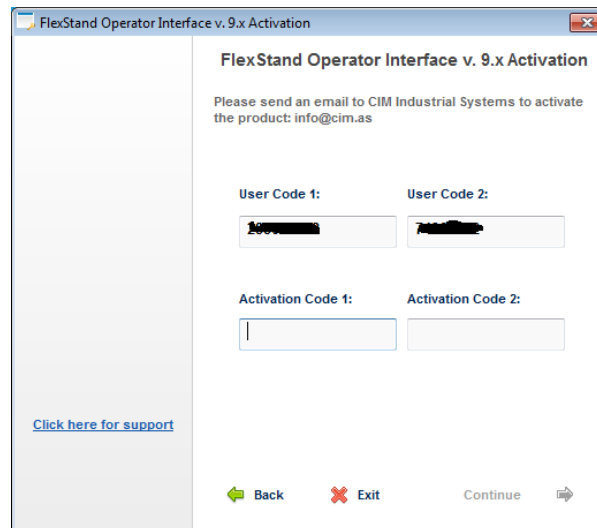 FlexStand Operator Interface v. 9.x Activation
FlexStand Operator Interface v. 9.x Activation
Please send an email to CIM Industrial Systems to activate
the product: info@cim.as
User Code 1: User Code 2:
Activation Code 1: Activation Code 2:
Click here for support
Back Exit Continue